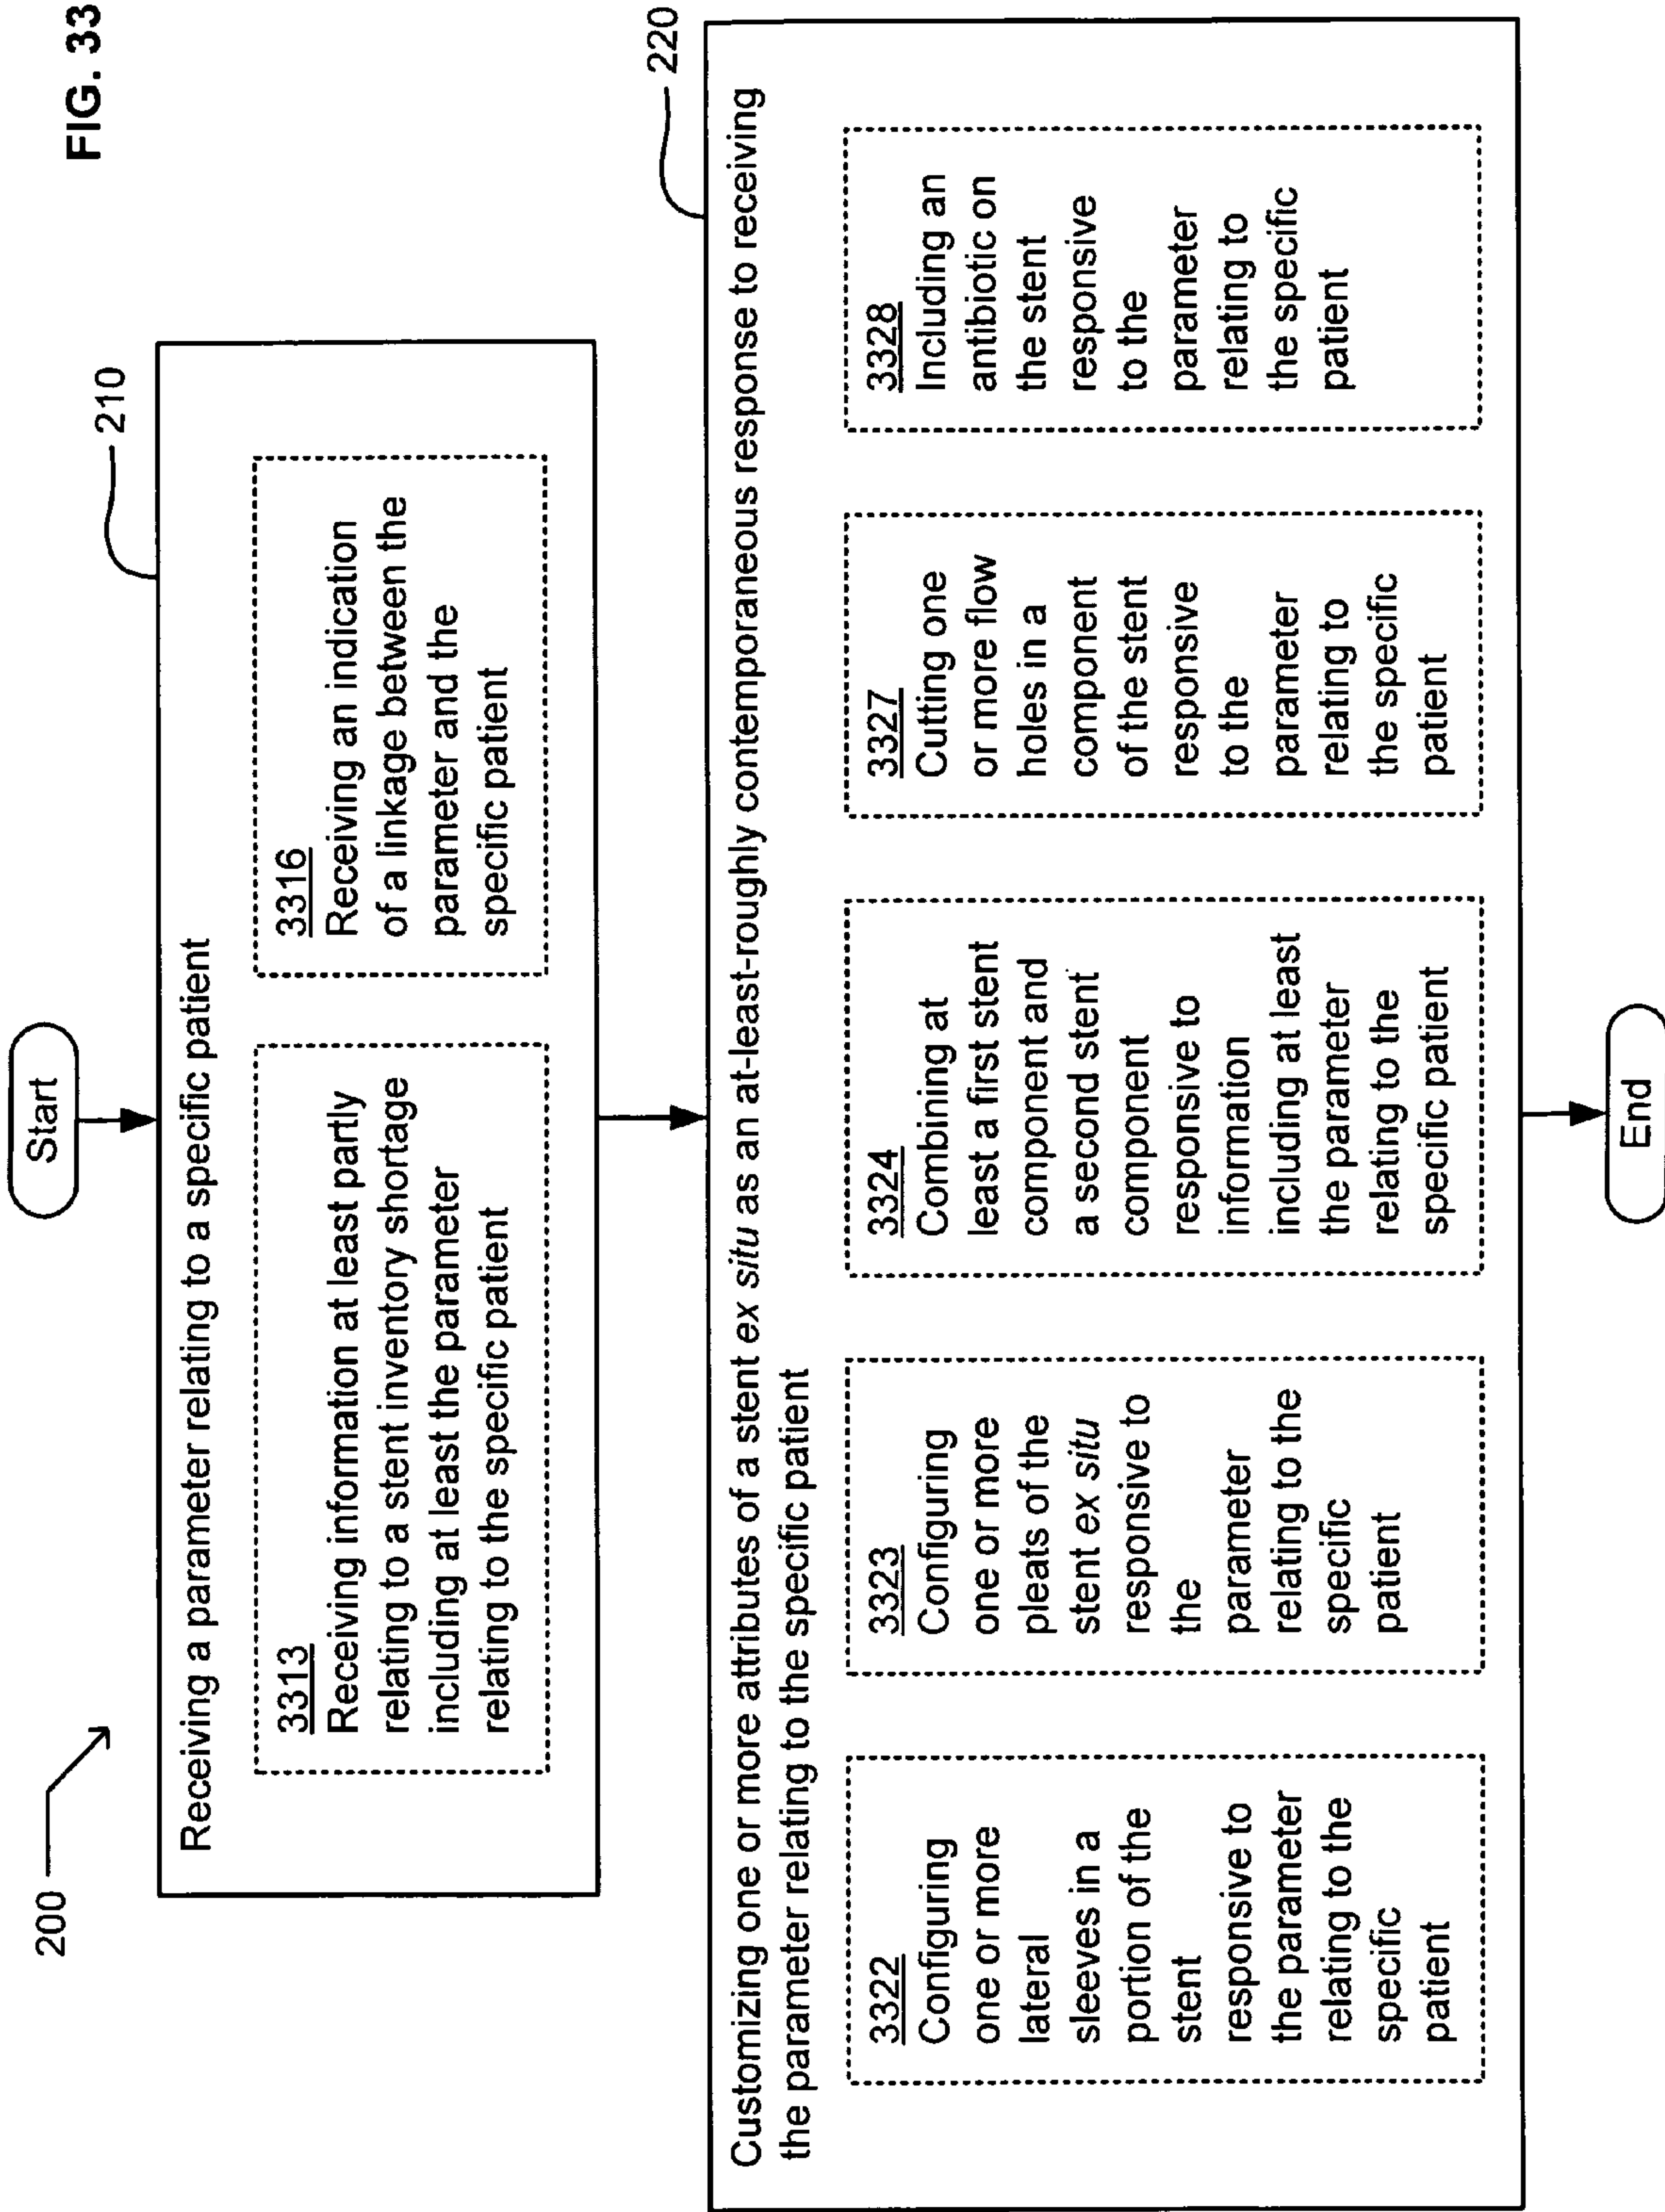 FIG. 33
200
Start
210
Receiving a parameter relating to a specific patient
3313
Receiving information at least partly
relating to a stent inventory shortage
including at least the parameter
relating to the specific patient
3316
Receiving an indication
of a linkage between the
parameter and the
specific patient
220
Customizing one or more attributes of a stent ex situ as an at-least-roughly contemporaneous response to receiving
the parameter relating to the specific patient
3322
Configuring
one or more
lateral
sleeves in a
portion of the
stent
responsive to
the parameter
relating to the
specific
patient
3323
Configuring
one or more
pleats of the
stent ex situ
responsive to
the
parameter
relating to the
specific
patient
3324
Combining at
least a first stent
component and
a second stent
component
responsive to
information
including at least
the parameter
relating to the
specific patient
3327
Cutting one
or more flow
holes in a
component
of the stent
responsive
to the
parameter
relating to
the specific
patient
3328
Including an
antibiotic on
the stent
responsive
to the
parameter
relating to
the specific
patient
End